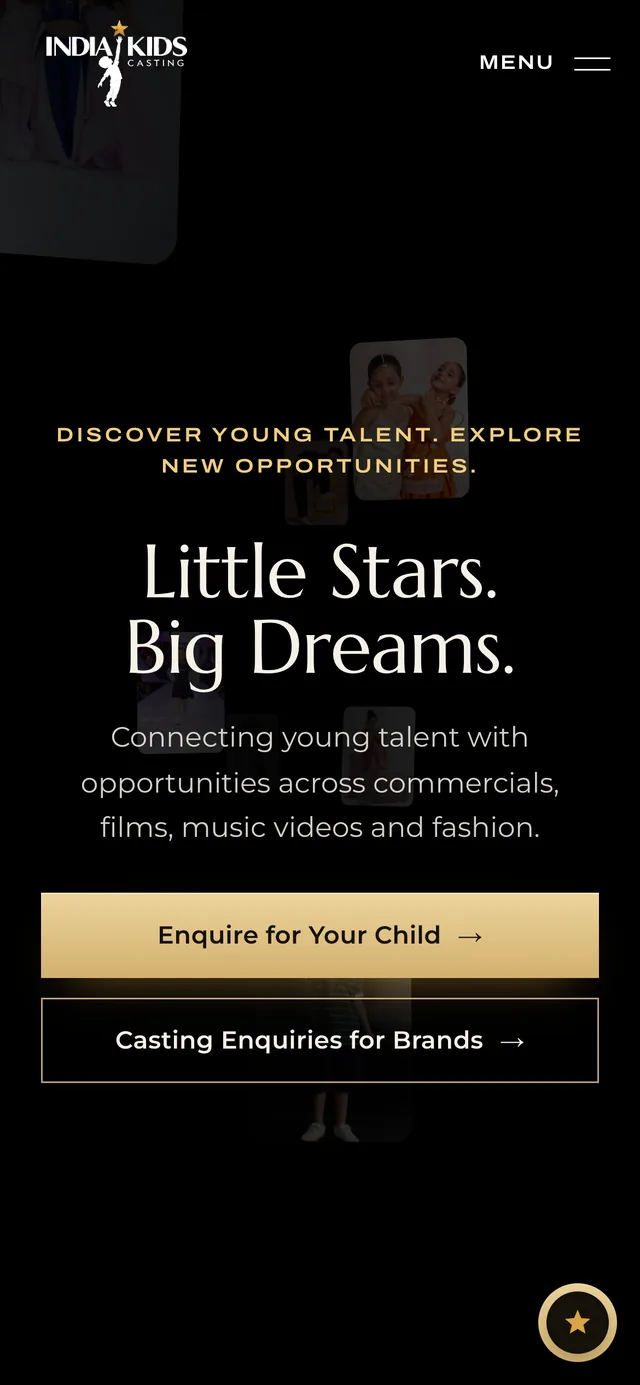 INDIA KIDS
CASTING
MENU
DISCOVER YOUNG TALENT. EXPLORE
NEW OPPORTUNITIES.
Little Stars.
Big Dreams.
Connecting young talent with
opportunities across commercials,
films, music videos and fashion.
Enquire for Your Child →
Casting Enquiries for Brands →